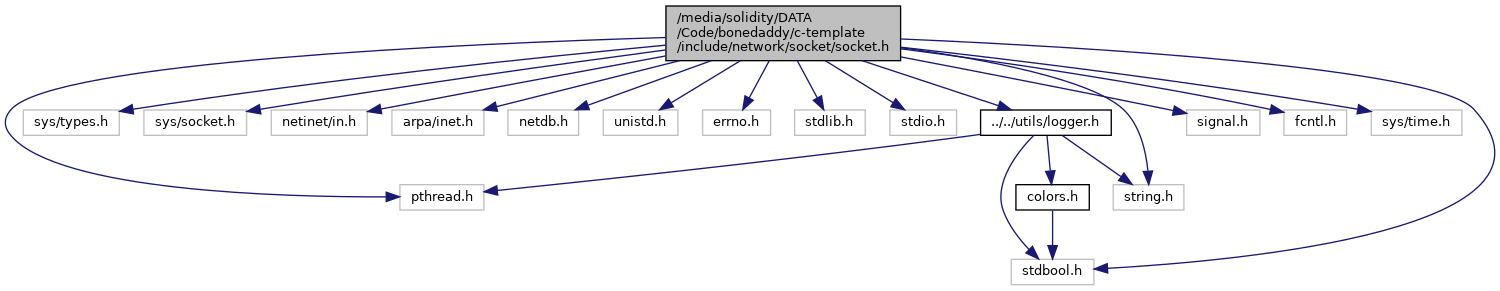 /media/solidity/DATA
/Code/bonedaddy/c-template
/include/network/socket/socket.h
sys/types.h
sys/socket.h
netinet/in.h
arpa/inet.h
netdb.h
unistd.h
errno.h
stdlib.h
stdio.h
../../utils/logger.h
signal.h
fcntl.h
sys/time.h
pthread.h
colors.h
string.h
stdbool.h